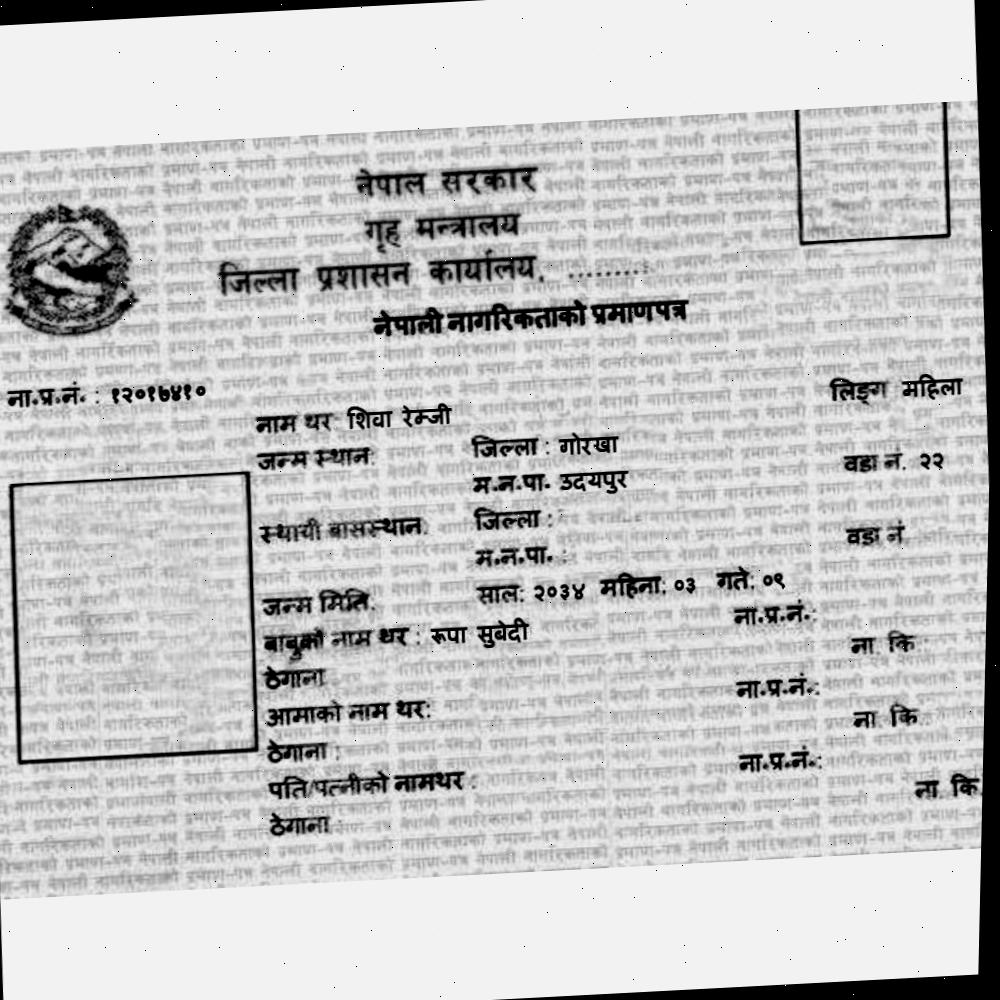 नेपाल सरकार
गृह मन्त्रालय
जिल्ला प्रशासन कार्यालय, .........
नेपाली नागरिकताको प्रमाणपत्र
ना.प्र.नं. : १२०१७४१०
लिङ्ग महिला
नाम थर शिवा रेम्जी
जन्म स्थान: जिल्ला : गोरखा
म.न.पा. उदयपुर वडा नं. २२
स्थायी बासस्थान: जिल्ला :
म.न.पा. : वडा नं
जन्म मिति: साल: २०३४ महिना: ०३ गते: ०९
बाबुको नाम थर : रूपा सुबेदी ना.प्र.नं.:
ठेगाना ना. कि.:
आमाको नाम थर: ना.प्र.नं.:
ठेगाना : ना कि.
पति/पत्नीको नामथर : ना.प्र.नं.:
ठेगाना : ना. कि